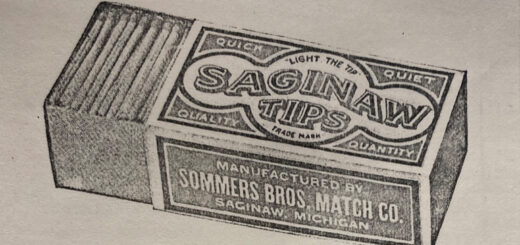 QUICK
"LIGHT THE TIP"
QUIET
SAGINAW
TIPS
TRADE MARK
QUALITY
QUANTITY
MANUFACTURED BY
SOMMERS BROS. MATCH CO.
SAGINAW, MICHIGAN